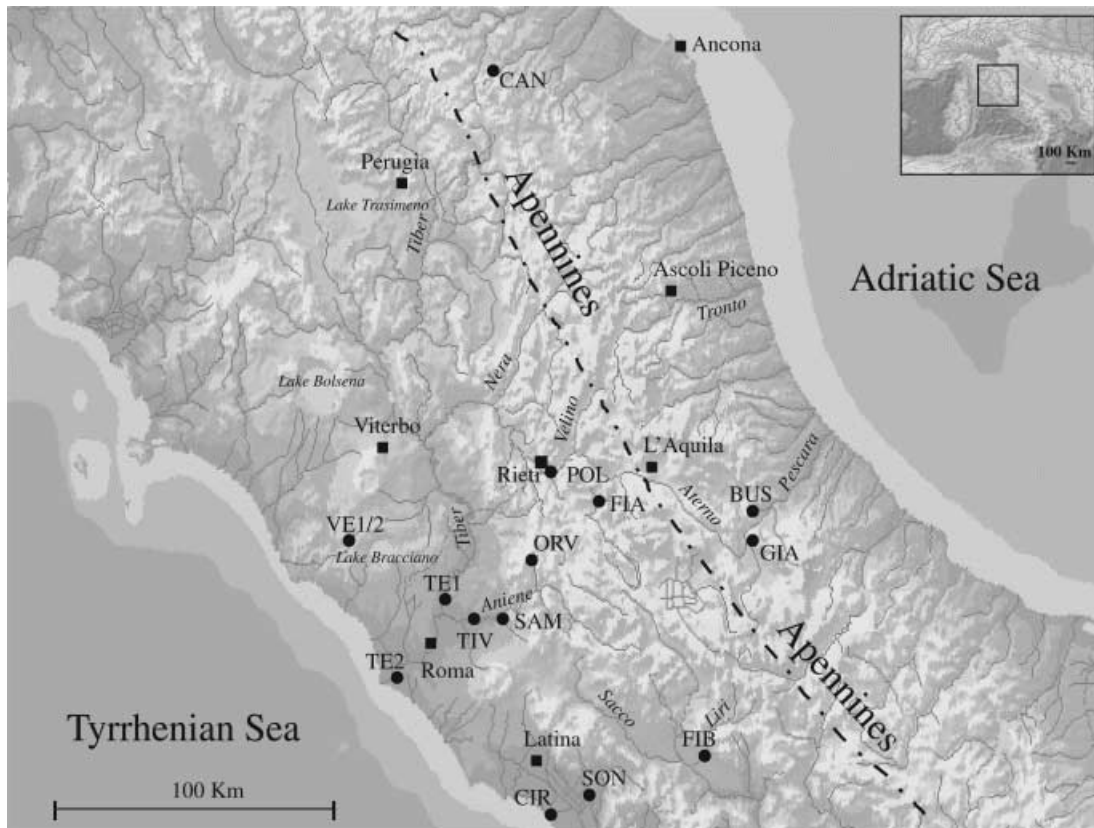 Ancona
CAN
100 Km
Perugia
Lake Trasimeno
Tiber
Apennines
Ascoli Piceno
Tronto
Adriatic Sea
Nera
Lake Bolsena
Velino
Viterbo
L'Aquila
Rieti
POL
Pescara
FIA
Aterno
BUS
VE1/2
Lake Bracciano
Tiber
ORV
GIA
TE1
Aniene
TIV
SAM
Roma
TE2
Apennines
Sacco
Liri
Tyrrhenian Sea
Latina
FIB
SON
100 Km
CIR